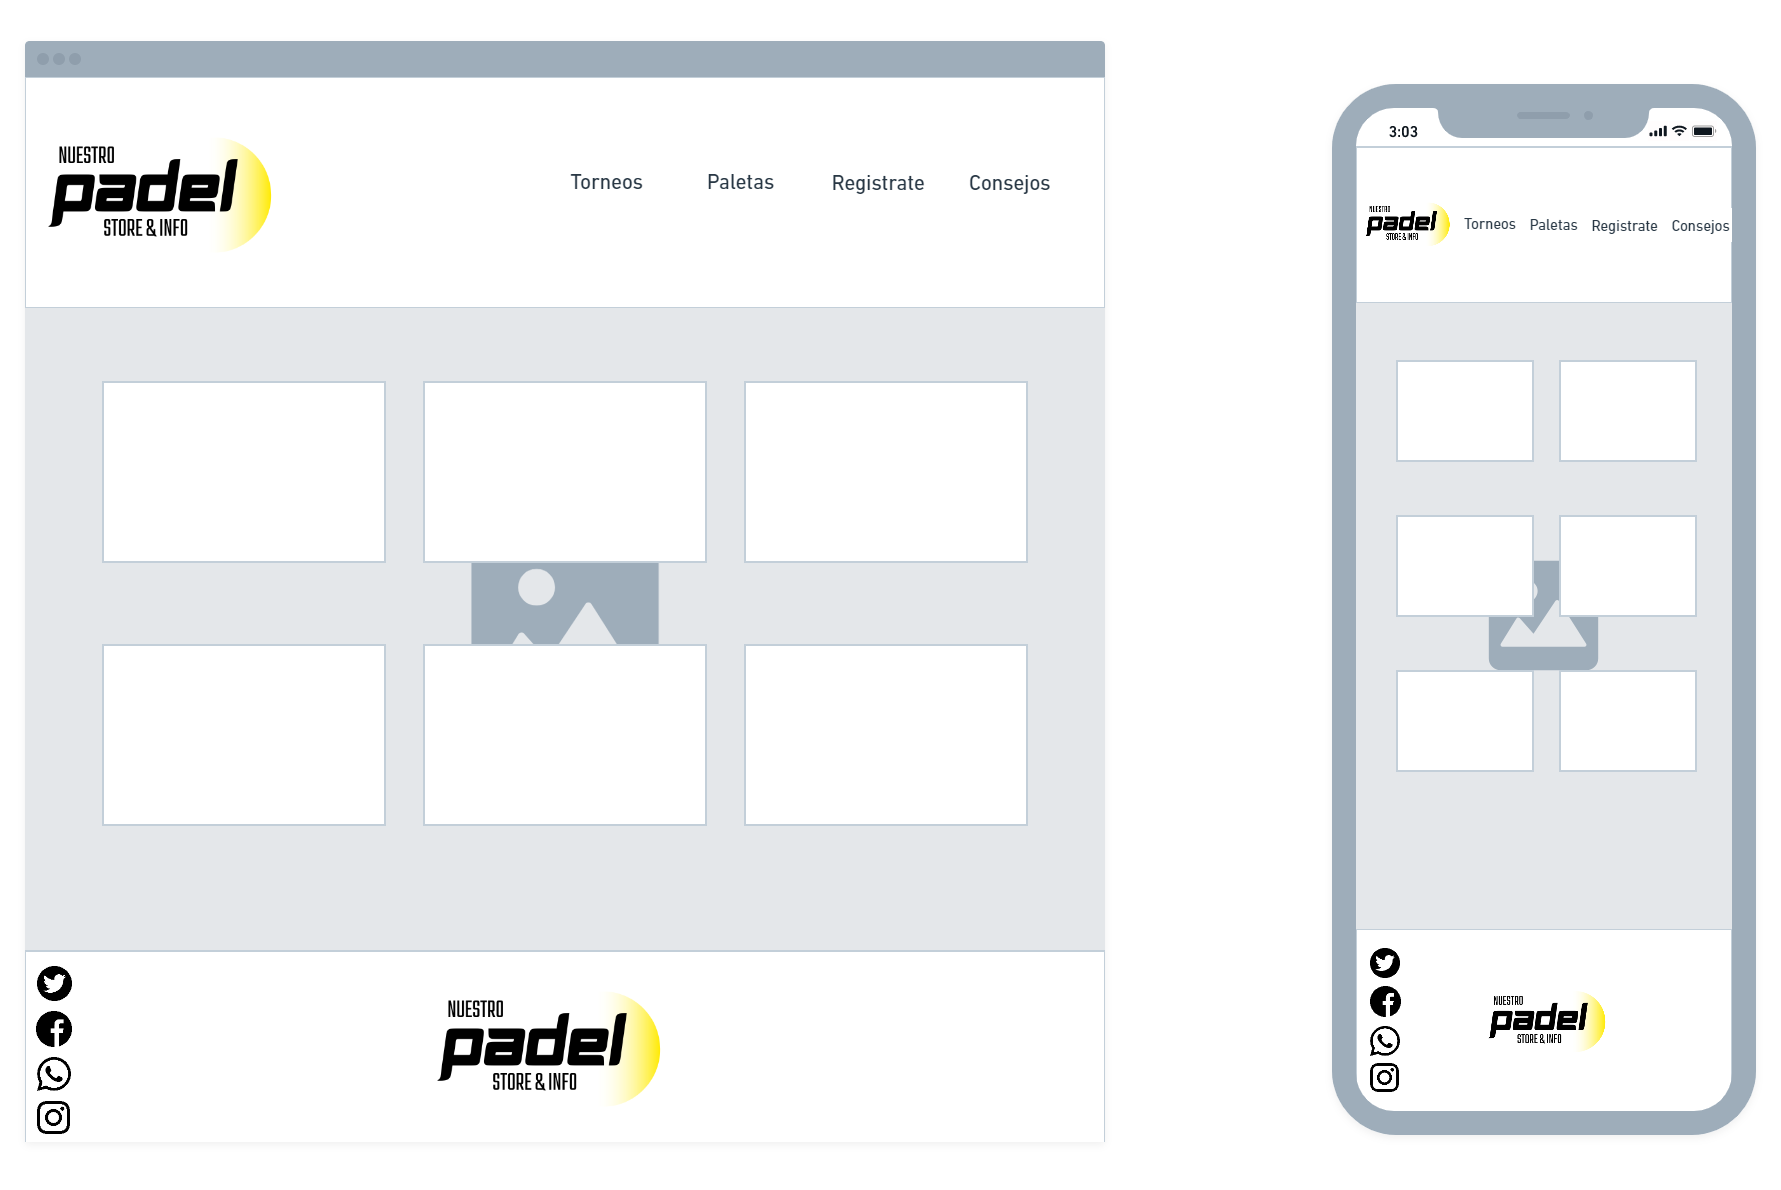 NUESTRO
padel
STORE & INFO
Torneos Paletas Registrate Consejos
NUESTRO
padel
STORE & INFO
3:03
NUESTRO
padel
STORE & INFO
Torneos Paletas Registrate Consejos
NUESTRO
padel
STORE & INFO